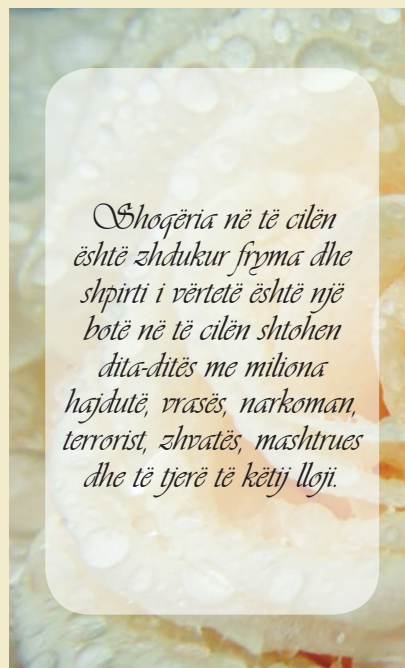 Shoqëria në të cilën
është zhdukur fryma dhe
shpirti i vërtetë është një
botë në të cilën shtohen
dita-ditës me miliona
hajdutë, vrasës, narkoman,
terrorist, zhvatës, mashtrues
dhe të tjerë të këtij lloji.